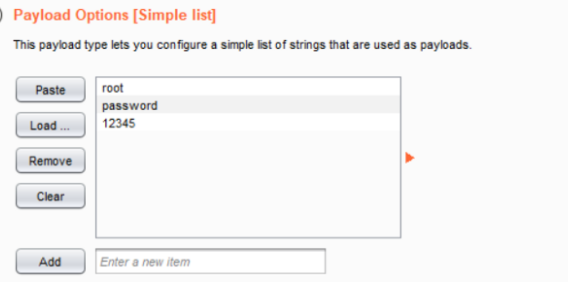 Payload Options [Simple list]
This payload type lets you configure a simple list of strings that are used as payloads.
Paste
root
password
Load ...
12345
Remove
Clear
Add
Enter a new item